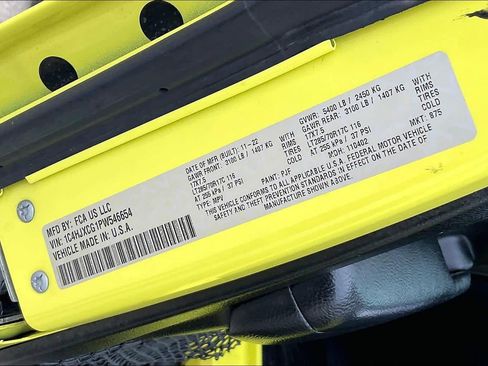 MFD BY: FCA US LLC
VIN: 1C4HJXCG1PW546654
VEHICLE MADE IN: U.S.A.
DATE OF MFR (BUILT): 11-22
GAWR FRONT: 3100 LB / 1407 KG WITH
17X7.5 RIMS
LT285/70R17C 116 TIRES
AT 255 kPa / 37 PSI COLD
TYPE: MPV
GVWR: 5400 LB / 2450 KG
GAWR REAR: 3100 LB / 1407 KG WITH
17X7.5 RIMS
LT285/70R17C 116 TIRES
AT 255 kPa / 37 PSI COLD
PAINT: PJF MDH: 110402 MKT: 875
THIS VEHICLE CONFORMS TO ALL APPLICABLE U.S.A. FEDERAL MOTOR VEHICLE
SAFETY AND THEFT PREVENTION STANDARDS IN EFFECT ON THE DATE OF
MANUFACTURE SHOWN ABOVE.